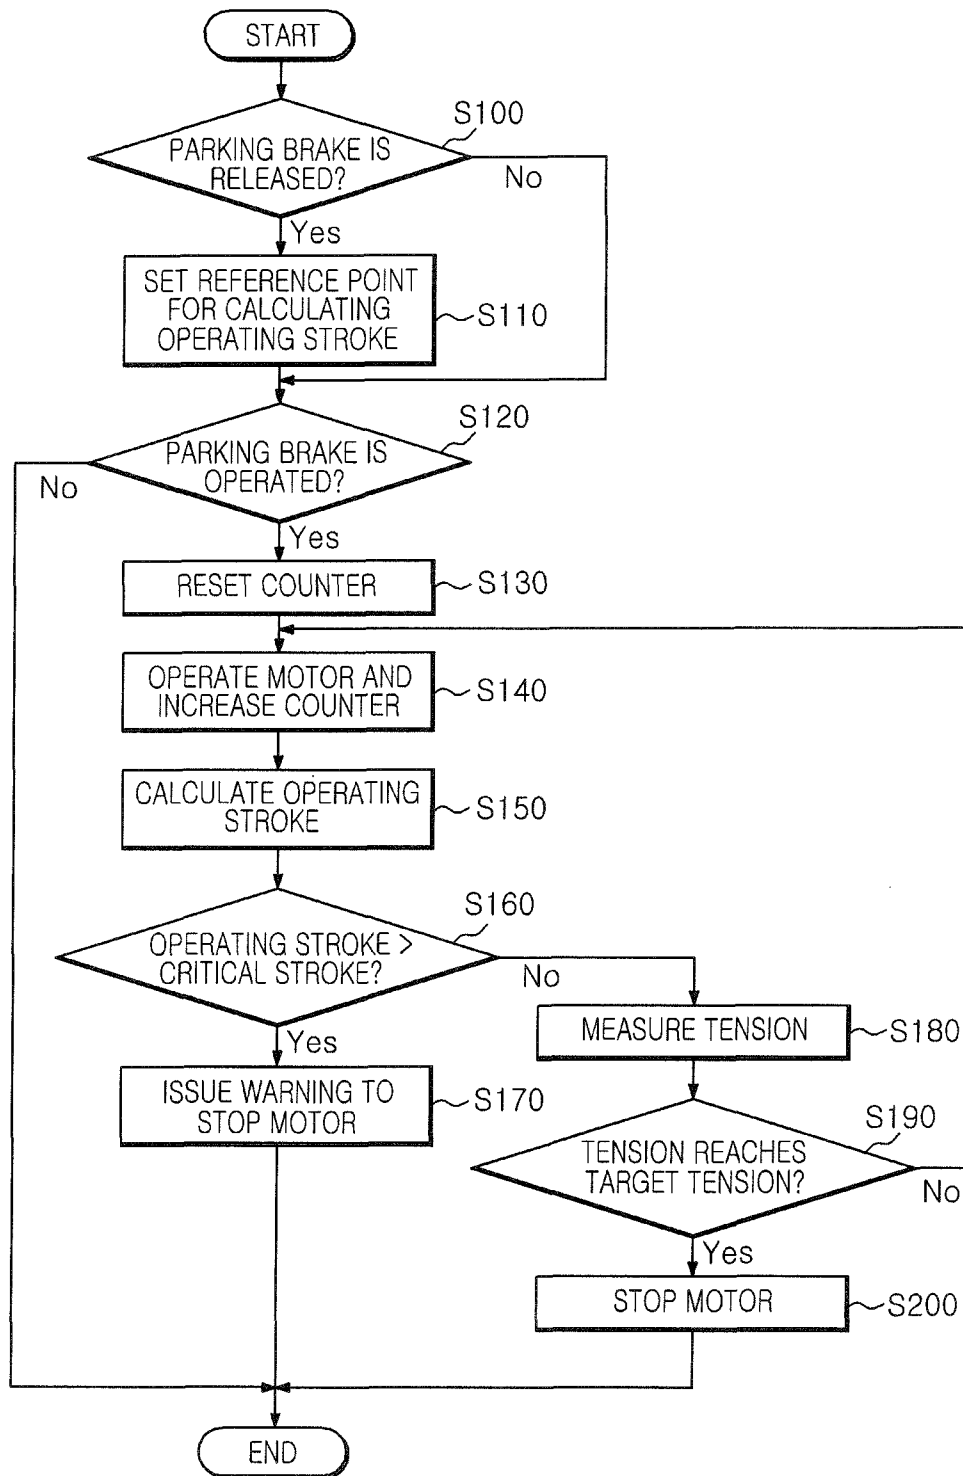 START
S100
PARKING BRAKE IS
RELEASED?
No
Yes
SET REFERENCE POINT
FOR CALCULATING
OPERATING STROKE
S110
S120
PARKING BRAKE IS
OPERATED?
No
Yes
RESET COUNTER
S130
OPERATE MOTOR AND
INCREASE COUNTER
S140
CALCULATE OPERATING
STROKE
S150
S160
OPERATING STROKE >
CRITICAL STROKE?
No
Yes
MEASURE TENSION
S180
ISSUE WARNING TO
STOP MOTOR
S170
S190
TENSION REACHES
TARGET TENSION?
No
Yes
STOP MOTOR
S200
END